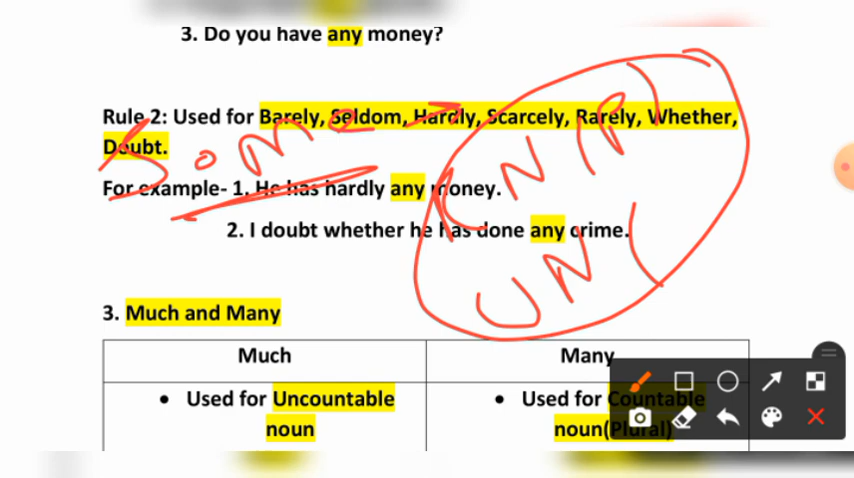 3. Do you have any money?
Rule 2: Used for Barely, Seldom, Hardly, Scarcely, Rarely, Whether,
Doubt.
Some
For example- 1. He has hardly any money.
2. I doubt whether he has done any crime.
UN
3. Much and Many
Much Many
• Used for Uncountable • Used for Countable
noun noun(Plural)